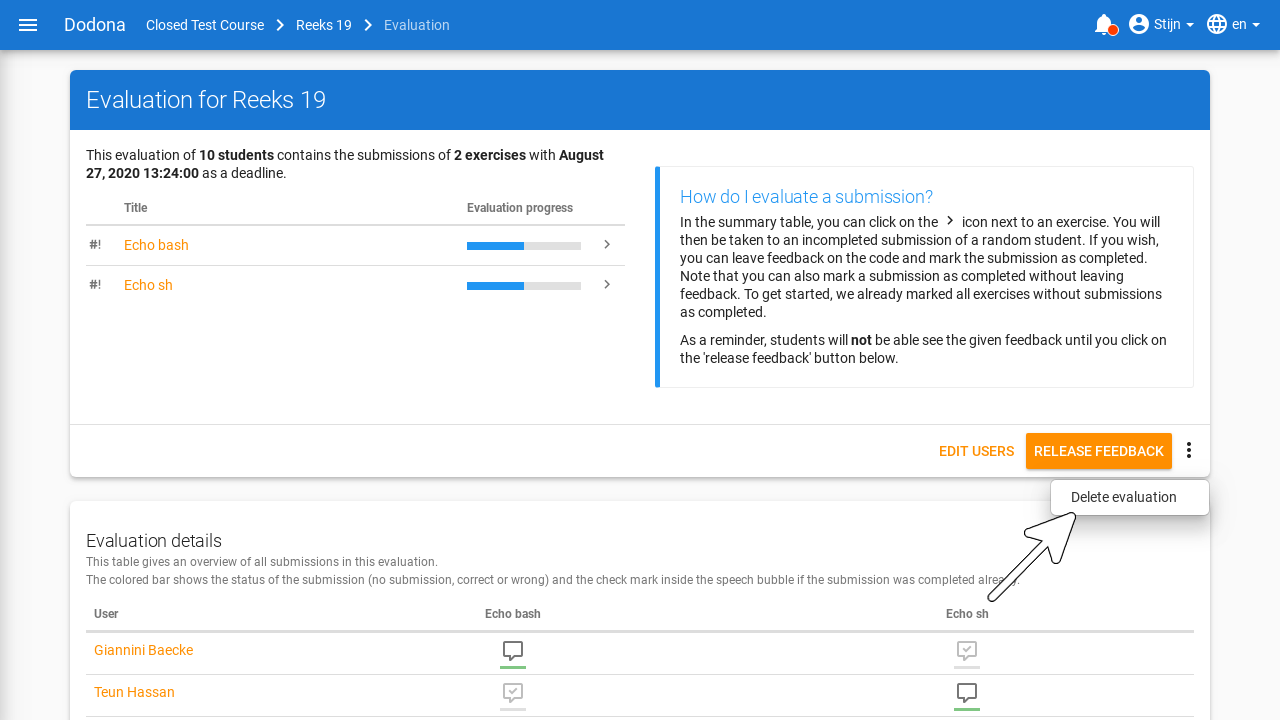 Dodona Closed Test Course Reeks 19 Evaluation Stijn en
Evaluation for Reeks 19
This evaluation of 10 students contains the submissions of 2 exercises with August
27, 2020 13:24:00 as a deadline.
Title Evaluation progress
#! Echo bash
#! Echo sh
How do I evaluate a submission?
In the summary table, you can click on the > icon next to an exercise. You will
then be taken to an incompleted submission of a random student. If you wish,
you can leave feedback on the code and mark the submission as completed.
Note that you can also mark a submission as completed without leaving
feedback. To get started, we already marked all exercises without submissions
as completed.
As a reminder, students will not be able see the given feedback until you click on
the 'release feedback' button below.
EDIT USERS RELEASE FEEDBACK
Delete evaluation
Evaluation details
This table gives an overview of all submissions in this evaluation.
The colored bar shows the status of the submission (no submission, correct or wrong) and the check mark inside the speech bubble if the submission was completed already.
User Echo bash Echo sh
Giannini Baecke
Teun Hassan